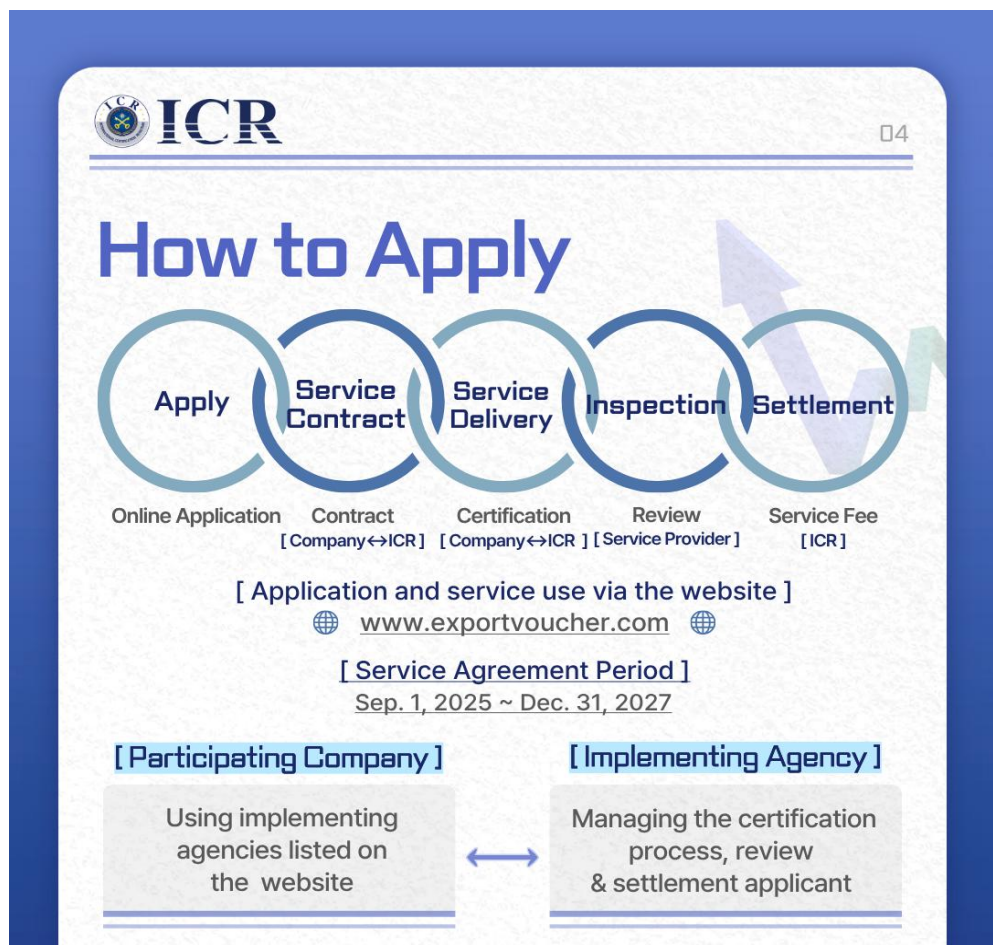 ICR
04
How to Apply
Apply
Service
Contract
Service
Delivery
Inspection
Settlement
Online Application
Contract
[ Company↔ICR ]
Certification
[ Company↔ICR ]
Review
[ Service Provider ]
Service Fee
[ ICR ]
[ Application and service use via the website ]
www.exportvoucher.com
[ Service Agreement Period ]
Sep. 1, 2025 ~ Dec. 31, 2027
[ Participating Company ]
Using implementing
agencies listed on
the website
[ Implementing Agency ]
Managing the certification
process, review
& settlement applicant